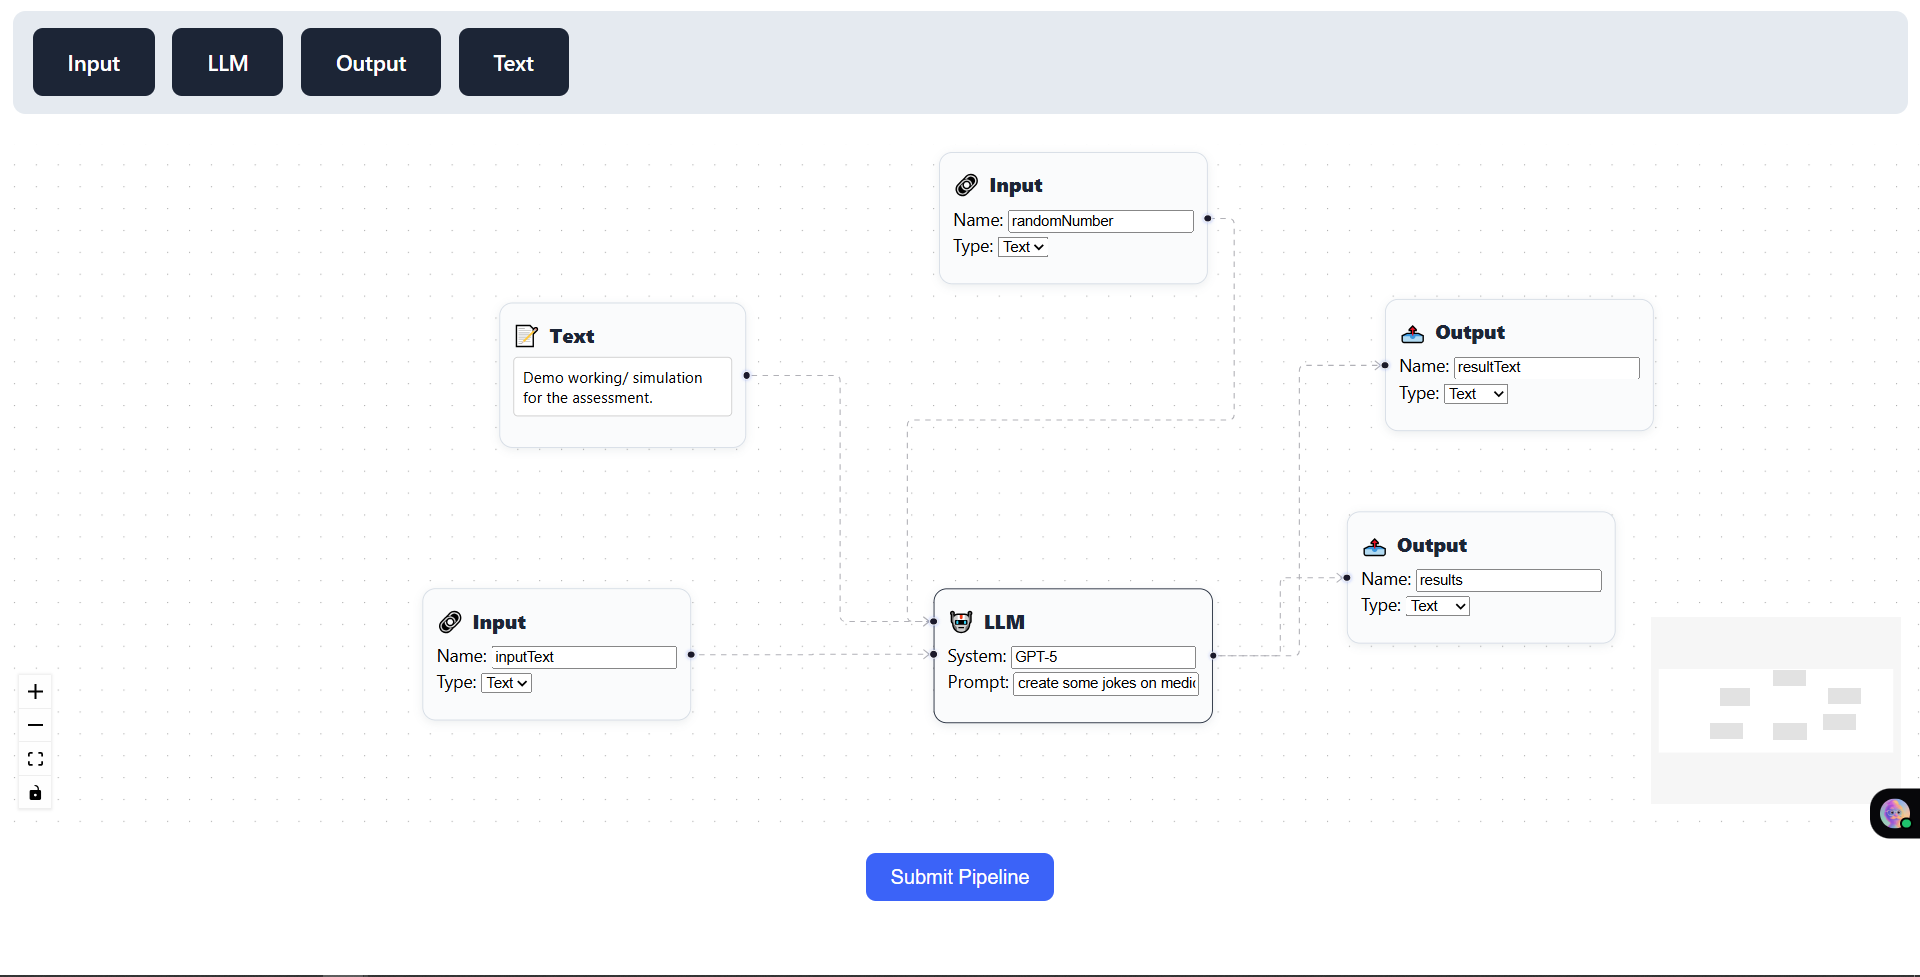 Input LLM Output Text
Input
Name: randomNumber
Type: Text
Text
Demo working/ simulation
for the assessment.
Output
Name: resultText
Type: Text
Output
Name: results
Type: Text
Input
Name: inputText
Type: Text
LLM
System: GPT-5
Prompt: create some jokes on medi
Submit Pipeline